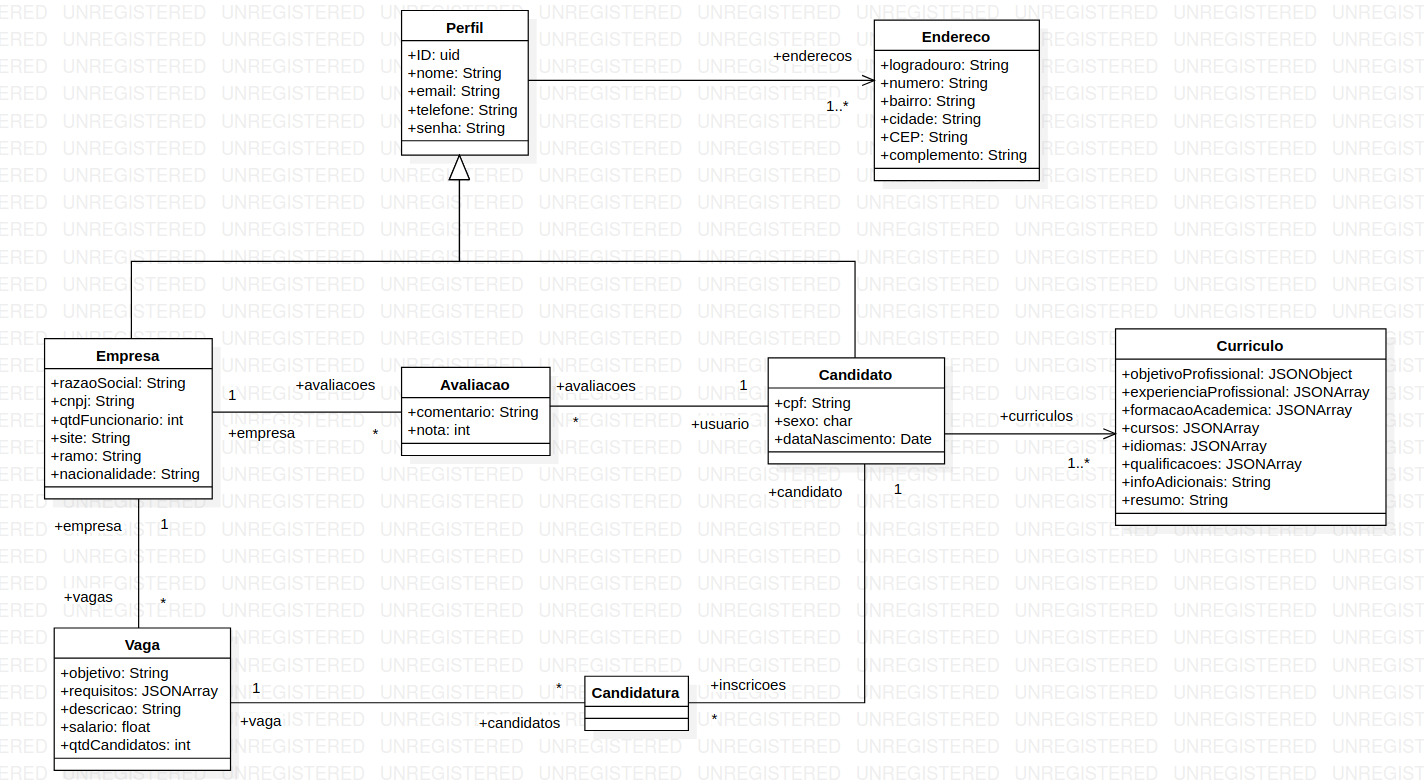 Perfil
+ID: uid
+nome: String
+email: String
+telefone: String
+senha: String
+enderecos
1..*
Endereco
+logradouro: String
+numero: String
+bairro: String
+cidade: String
+CEP: String
+complemento: String
Empresa
+razaoSocial: String
+cnpj: String
+qtdFuncionario: int
+site: String
+ramo: String
+nacionalidade: String
1
+avaliacoes
+empresa
*
Avaliacao
+comentario: String
+nota: int
+avaliacoes
1
*
+usuario
Candidato
+cpf: String
+sexo: char
+dataNascimento: Date
+curriculos
1..*
Curriculo
+objetivoProfissional: JSONObject
+experienciaProfissional: JSONArray
+formacaoAcademica: JSONArray
+cursos: JSONArray
+idiomas: JSONArray
+qualificacoes: JSONArray
+infoAdicionais: String
+resumo: String
+candidato
1
+empresa
1
+vagas
*
Vaga
+objetivo: String
+requisitos: JSONArray
+descricao: String
+salario: float
+qtdCandidatos: int
1
*
+vaga
+candidatos
Candidatura
+inscricoes
*
UNREGISTERED